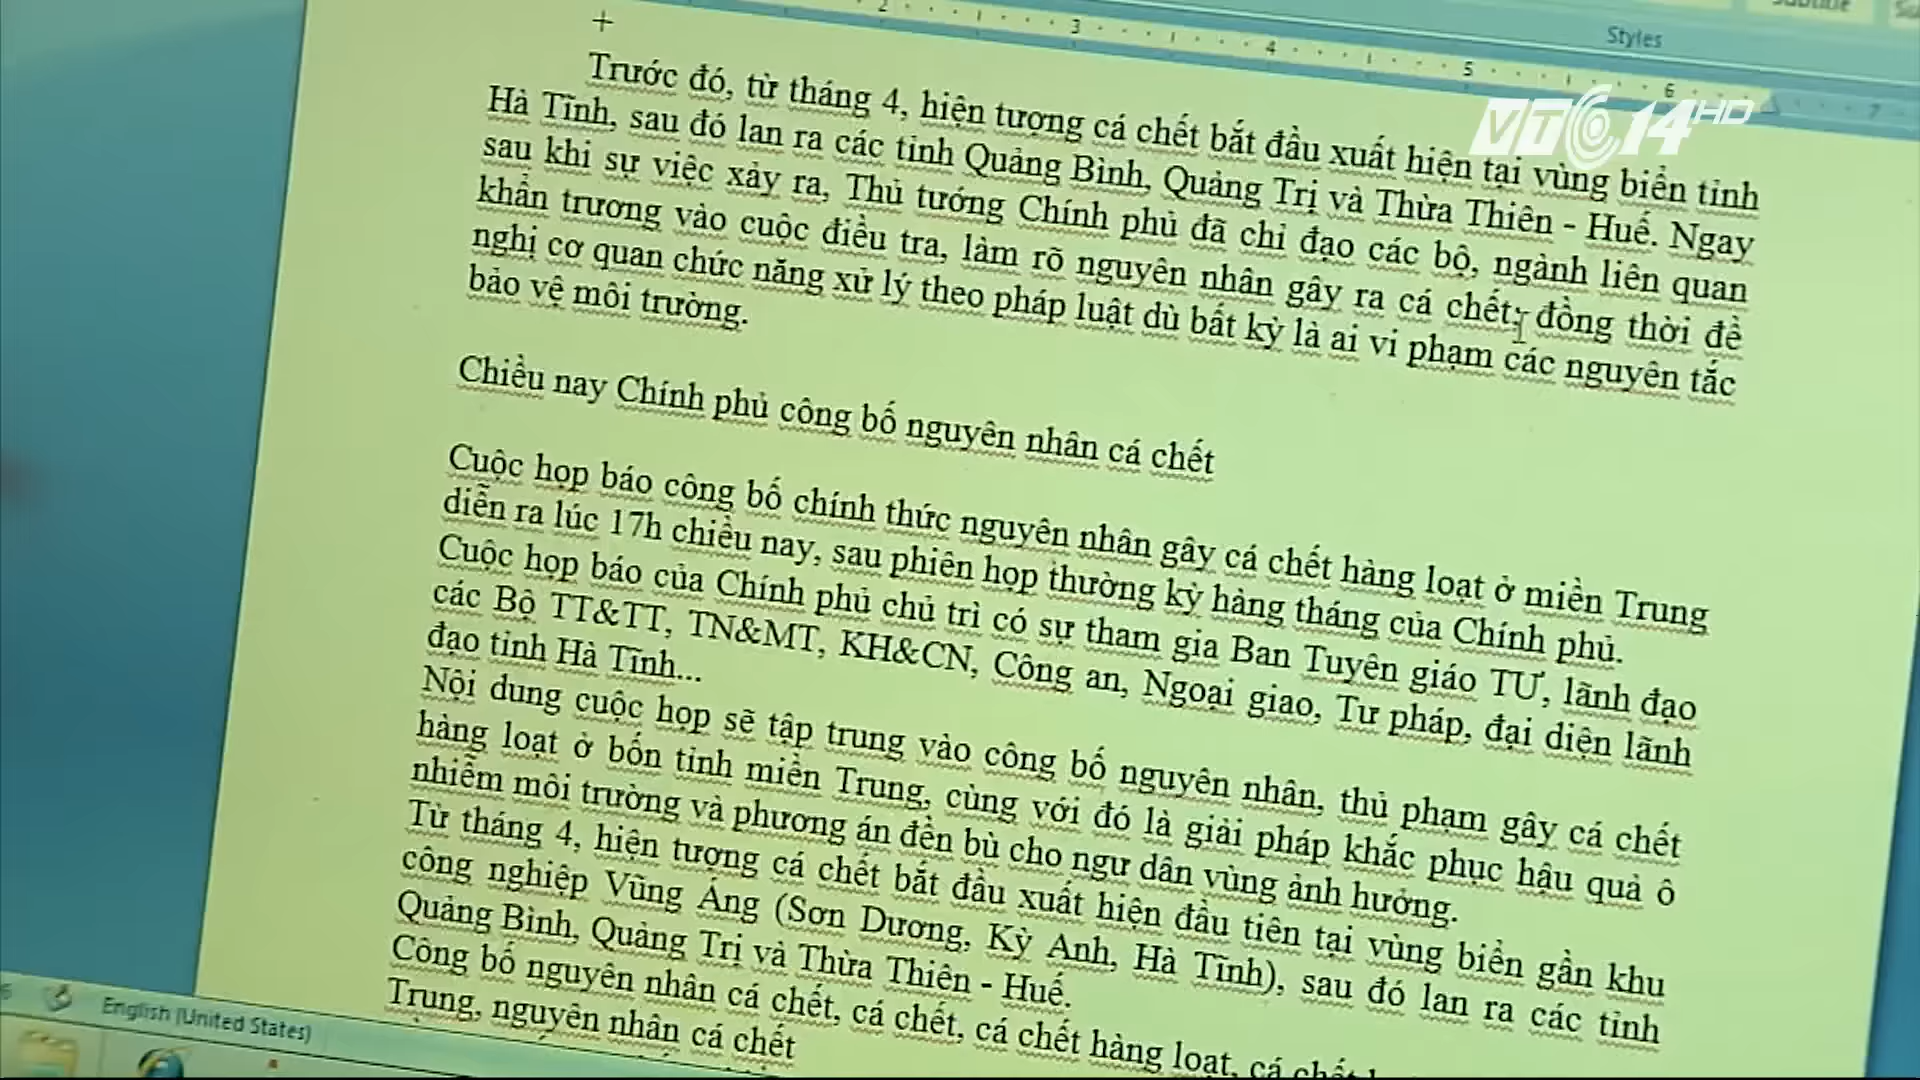 2 1 3 1 4 1 5 1 6 7
Subtitle
Styles
VTC14HD
Trước đó, từ tháng 4, hiện tượng cá chết bắt đầu xuất hiện tại vùng biển tỉnh
Hà Tĩnh, sau đó lan ra các tỉnh Quảng Bình, Quảng Trị và Thừa Thiên - Huế. Ngay
sau khi sự việc xảy ra, Thủ tướng Chính phủ đã chỉ đạo các bộ, ngành liên quan
khẩn trương vào cuộc điều tra, làm rõ nguyên nhân gây ra cá chết, đồng thời đề
nghị cơ quan chức năng xử lý theo pháp luật dù bất kỳ là ai vi phạm các nguyên tắc
bảo vệ môi trường.
Chiều nay Chính phủ công bố nguyên nhân cá chết
Cuộc họp báo công bố chính thức nguyên nhân gây cá chết hàng loạt ở miền Trung
diễn ra lúc 17h chiều nay, sau phiên họp thường kỳ hàng tháng của Chính phủ.
Cuộc họp báo của Chính phủ chủ trì có sự tham gia Ban Tuyên giáo TƯ, lãnh đạo
các Bộ TT&TT, TN&MT, KH&CN, Công an, Ngoại giao, Tư pháp, đại diện lãnh
đạo tỉnh Hà Tĩnh...
Nội dung cuộc họp sẽ tập trung vào công bố nguyên nhân, thủ phạm gây cá chết
hàng loạt ở bốn tỉnh miền Trung, cùng với đó là giải pháp khắc phục hậu quả ô
nhiễm môi trường và phương án đền bù cho ngư dân vùng ảnh hưởng.
Từ tháng 4, hiện tượng cá chết bắt đầu xuất hiện đầu tiên tại vùng biển gần khu
công nghiệp Vũng Áng (Sơn Dương, Kỳ Anh, Hà Tĩnh), sau đó lan ra các tỉnh
Quảng Bình, Quảng Trị và Thừa Thiên - Huế.
Công bố nguyên nhân cá chết, cá chết, cá chết hàng loạt, cá chết
Trung, nguyên nhân cá chết
English (United States)